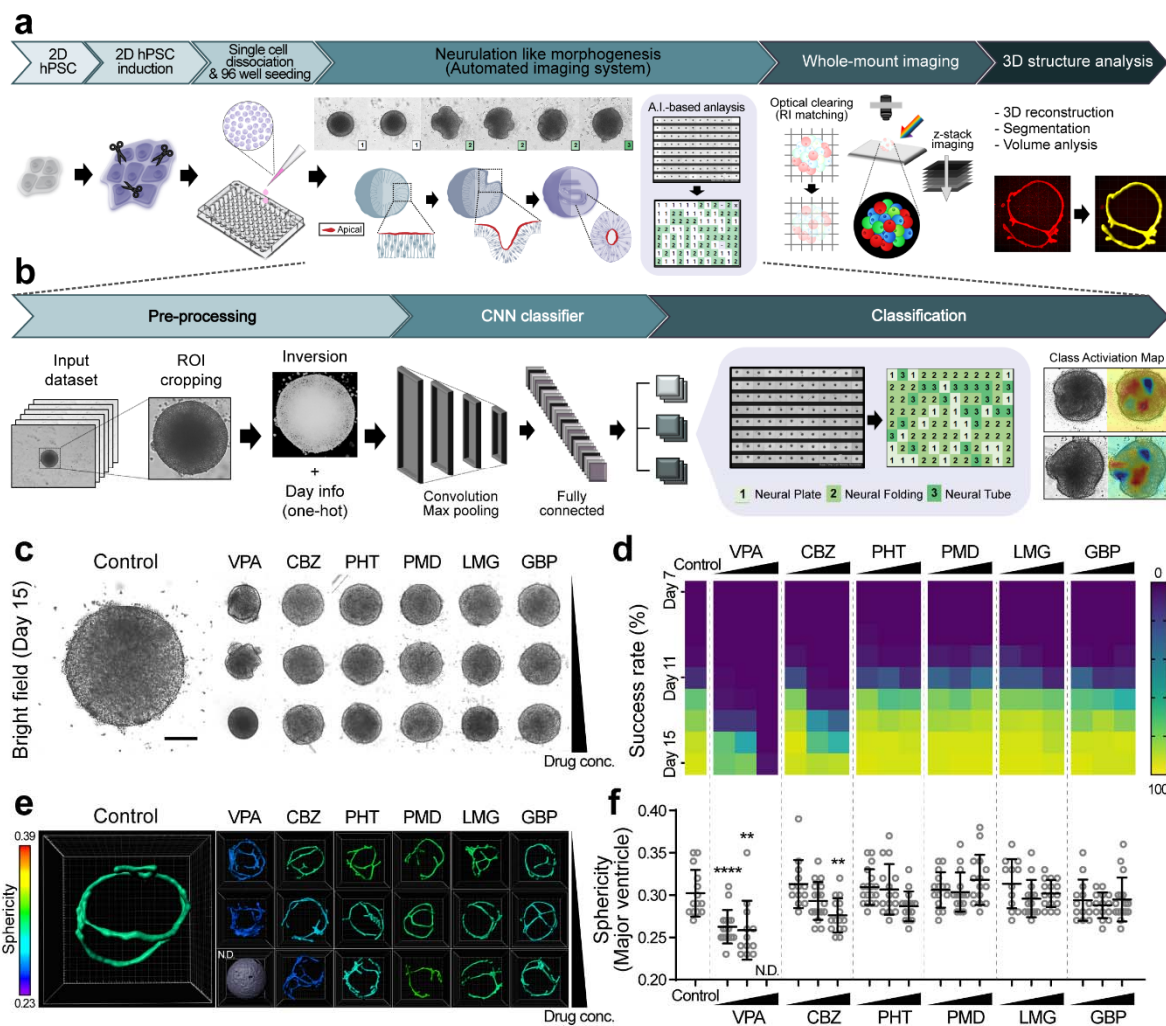 a
2D
hPSC
2D hPSC
induction
Single cell
dissociation
& 96 well seeding
Neurulation like morphogenesis
(Automated imaging system)
Whole-mount imaging
3D structure analysis
1 1 2 2 2 3
Apical
A.I.-based anlaysis
Optical clearing
(RI matching)
z-stack
imaging
- 3D reconstruction
- Segmentation
- Volume anlysis
b
Pre-processing
CNN classifier
Classification
Input
dataset
ROI
cropping
Inversion
+
Day info
(one-hot)
Convolution
Max pooling
Fully
connected
1 Neural Plate 2 Neural Folding 3 Neural Tube
Class Activiation Map
c
Control
VPA CBZ PHT PMD LMG GBP
Bright field (Day 15)
Drug conc.
d
Control VPA CBZ PHT PMD LMG GBP
Success rate (%)
Day 7
Day 11
Day 15
0
100
e
Control
VPA CBZ PHT PMD LMG GBP
0.39
Sphericity
0.23
N.D.
Drug conc.
f
Sphericity
(Major ventricle)
0.40
0.35
0.30
0.25
0.20
****
**
N.D.
**
Control
VPA CBZ PHT PMD LMG GBP